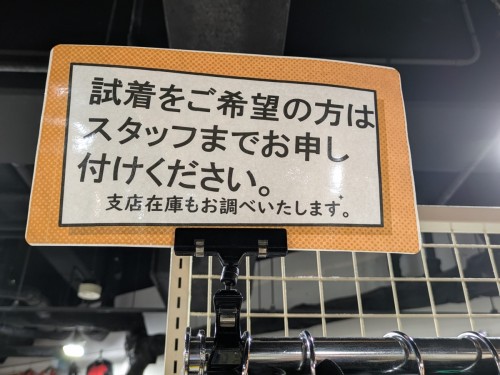 試着をご希望の方は
スタッフまでお申し
付けください。
支店在庫もお調べいたします。